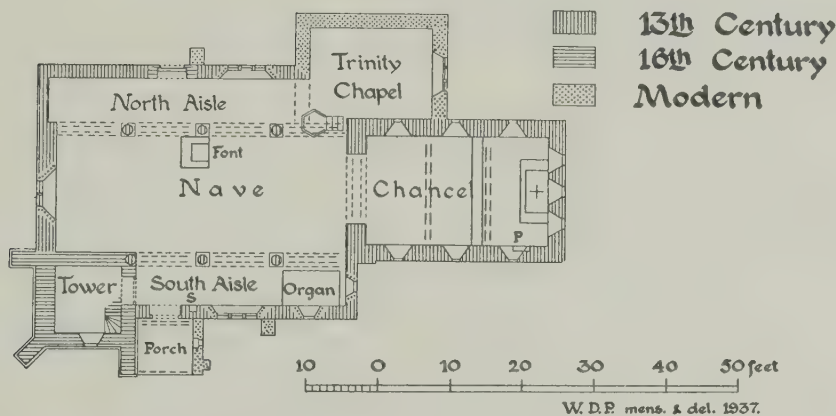 13th Century
16th Century
Modern
Trinity
Chapel
North Aisle
Font
Nave
Chancel
P
Tower
South Aisle
S
Organ
Porch
10 0 10 20 30 40 50 feet
W. D. P. mens. & del. 1937.